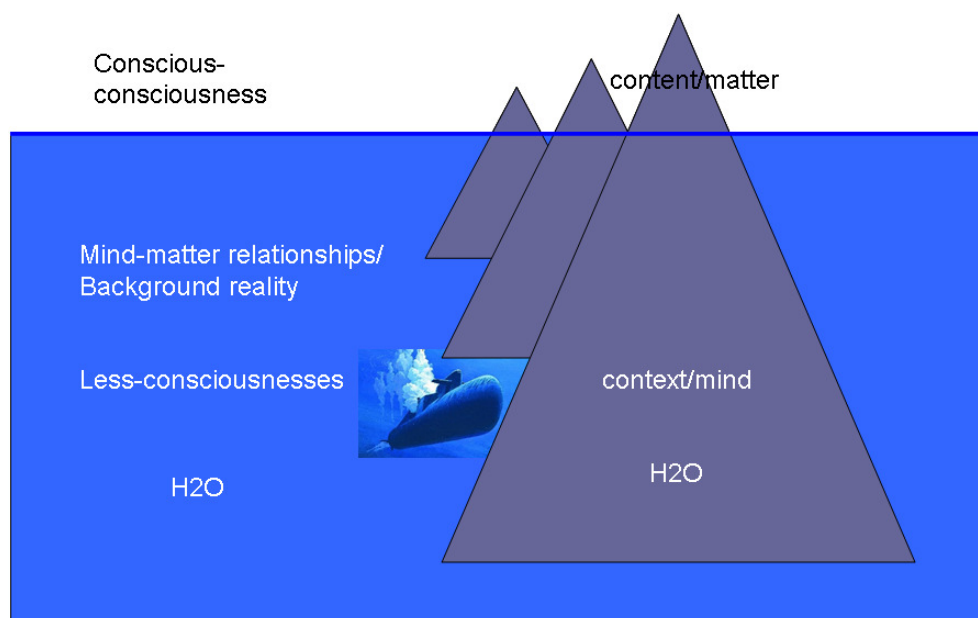 Conscious-
consciousness
content/matter
Mind-matter relationships/
Background reality
Less-consciousnesses
context/mind
H2O
H2O